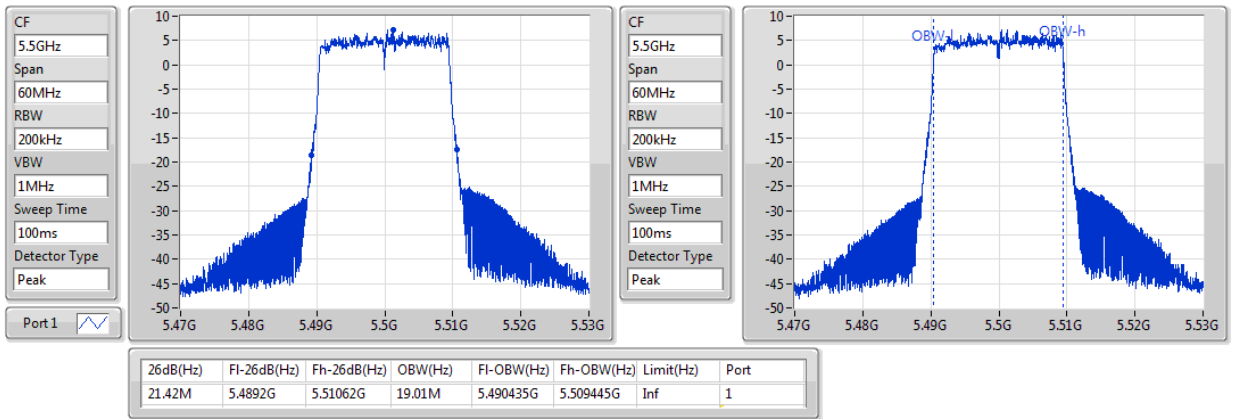 CF
5.5GHz
Span
60MHz
RBW
200kHz
VBW
1MHz
Sweep Time
100ms
Detector Type
Peak
Port 1
10
5
0
-5
-10
-15
-20
-25
-30
-35
-40
-45
-50
5.47G 5.48G 5.49G 5.5G 5.51G 5.52G 5.53G
CF
5.5GHz
Span
60MHz
RBW
200kHz
VBW
1MHz
Sweep Time
100ms
Detector Type
Peak
10
5
0
-5
-10
-15
-20
-25
-30
-35
-40
-45
-50
OBW-l OBW-h
5.47G 5.48G 5.49G 5.5G 5.51G 5.52G 5.53G
26dB(Hz) Fl-26dB(Hz) Fh-26dB(Hz) OBW(Hz) Fl-OBW(Hz) Fh-OBW(Hz) Limit(Hz) Port
21.42M 5.4892G 5.51062G 19.01M 5.490435G 5.509445G Inf 1